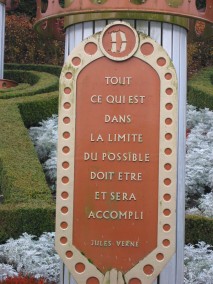 D
TOUT
CE QUI EST
DANS
LA LIMITE
DU POSSIBLE
DOIT ETRE
ET SERA
ACCOMPLI
JULES VERNE